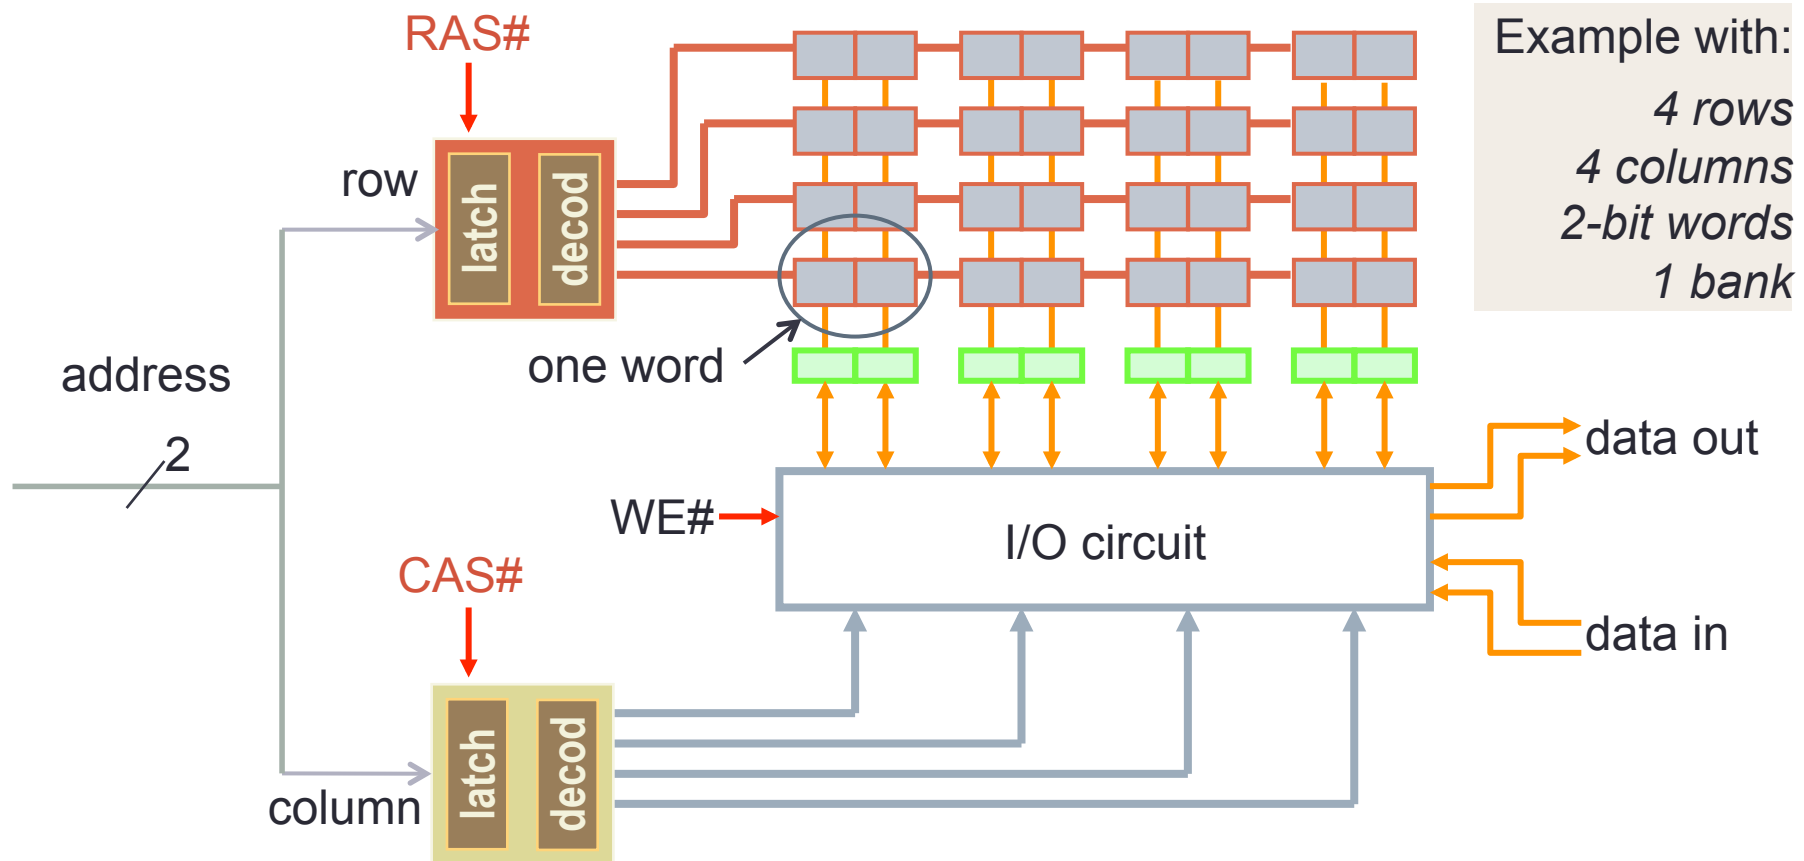 RAS#
Example with:
4 rows
4 columns
2-bit words
1 bank
row
latch
decod
one word
address
2
data out
WE#
I/O circuit
CAS#
data in
latch
decod
column